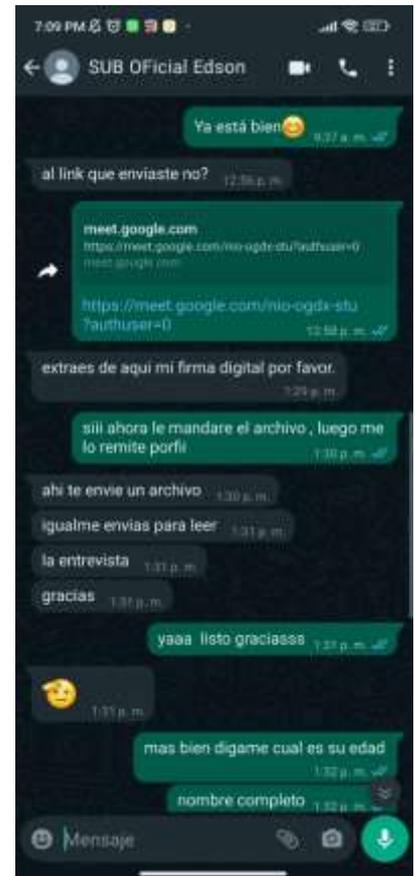 7:09 PM
SUB OFicial Edson
Ya está bien
9:37 a. m.
al link que enviaste no?
12:56 p. m.
meet.google.com
https://meet.google.com/nio-ogdx-stu?authuser=0
meet.google.com
https://meet.google.com/nio-ogdx-stu
?authuser=0
12:58 p. m.
extraes de aqui mi firma digital por favor.
1:29 p. m.
siii ahora le mandare el archivo , luego me
lo remite porfii
1:30 p. m.
ahi te envie un archivo
1:30 p. m.
igualme envias para leer
1:31 p. m.
la entrevista
1:31 p. m.
gracias
1:31 p. m.
yaaa listo graciasss
1:31 p. m.
1:31 p. m.
mas bien digame cual es su edad
1:32 p. m.
nombre completo
1:32 p. m.
Mensaje